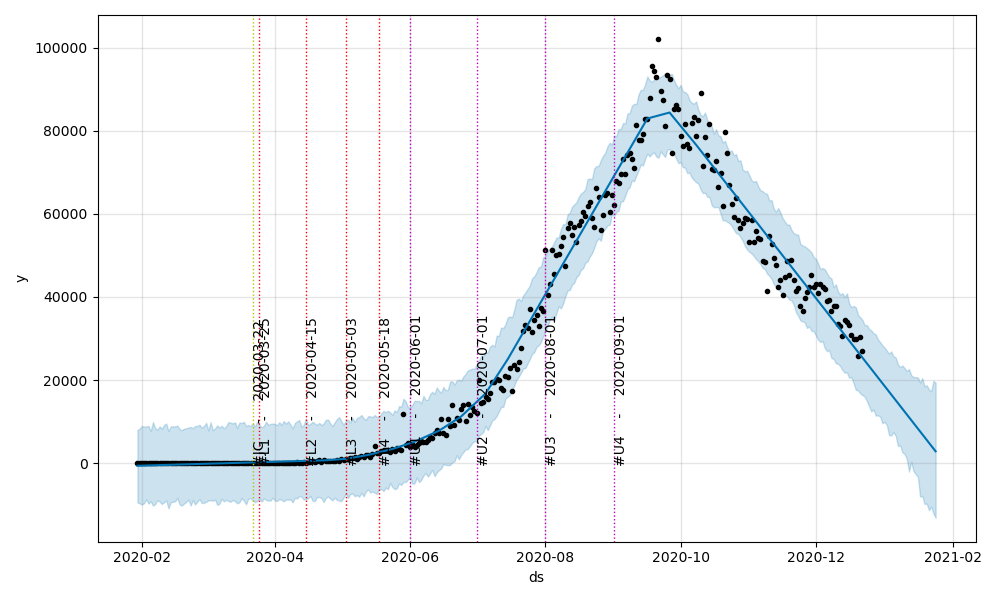 100000
80000
60000
40000
20000
0
y
#JC - 2020-03-22
#L1 - 2020-03-25
#L2 - 2020-04-15
#L3 - 2020-05-03
#L4 - 2020-05-18
#U1 - 2020-06-01
#U2 - 2020-07-01
#U3 - 2020-08-01
#U4 - 2020-09-01
2020-02
2020-04
2020-06
2020-08
2020-10
2020-12
2021-02
ds